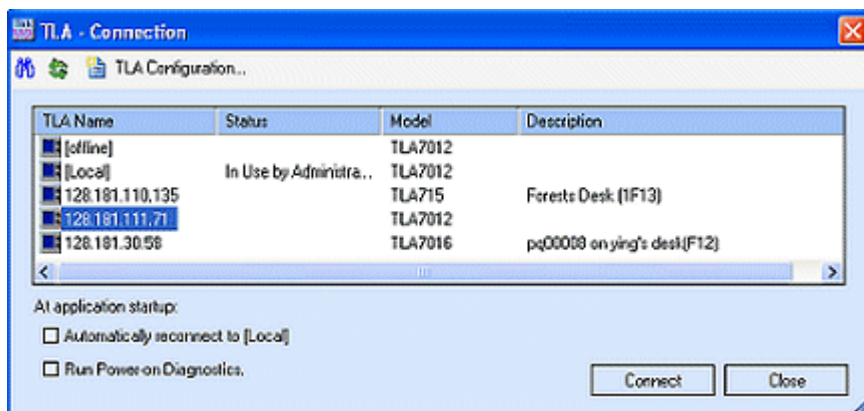 TLA - Connection
TLA Configuration...
TLA Name Status Model Description
[offline] TLA7012
[Local] In Use by Administra... TLA7012
128.181.110.135 TLA715 Forests Desk (1F13)
128.181.111.71 TLA7012
128.181.30.58 TLA7016 pq00008 on ying's desk(F12)
At application startup:
Automatically reconnect to [Local]
Run Power-on Diagnostics.
Connect Close